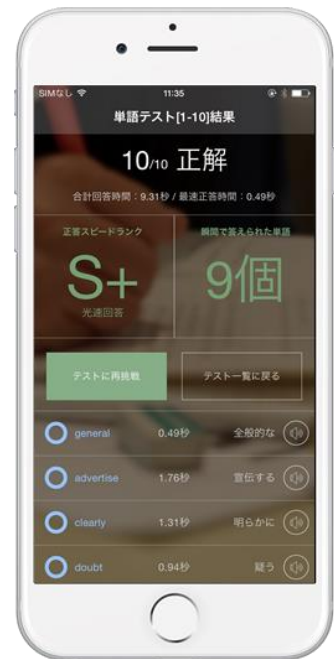 SIMなし 11:35
単語テスト[1-10]結果
10/10 正解
合計回答時間：9.31秒 / 最速正答時間：0.49秒
正答スピードランク
瞬間で答えられた単語
S+
9個
光速回答
テストに再挑戦
テスト一覧に戻る
general 0.49秒 全般的な
advertise 1.76秒 宣伝する
clearly 1.31秒 明らかに
doubt 0.94秒 疑う